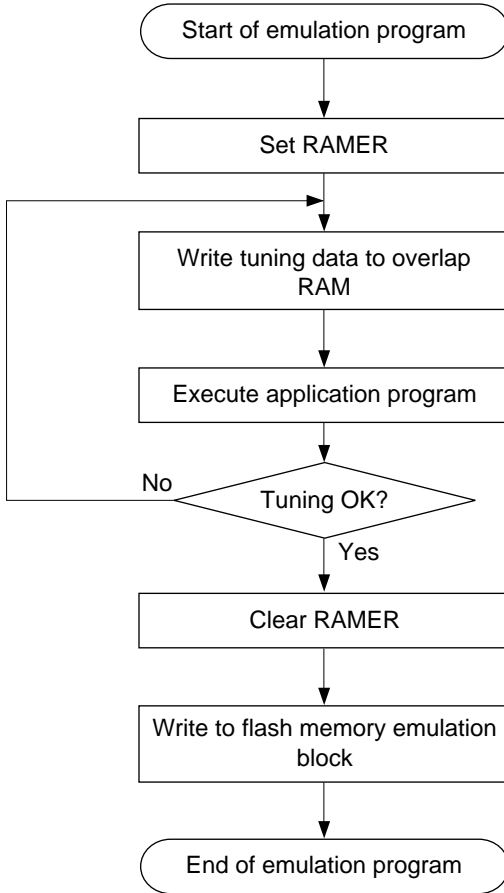 Start of emulation program
Set RAMER
Write tuning data to overlap
RAM
Execute application program
No
Tuning OK?
Yes
Clear RAMER
Write to flash memory emulation
block
End of emulation program